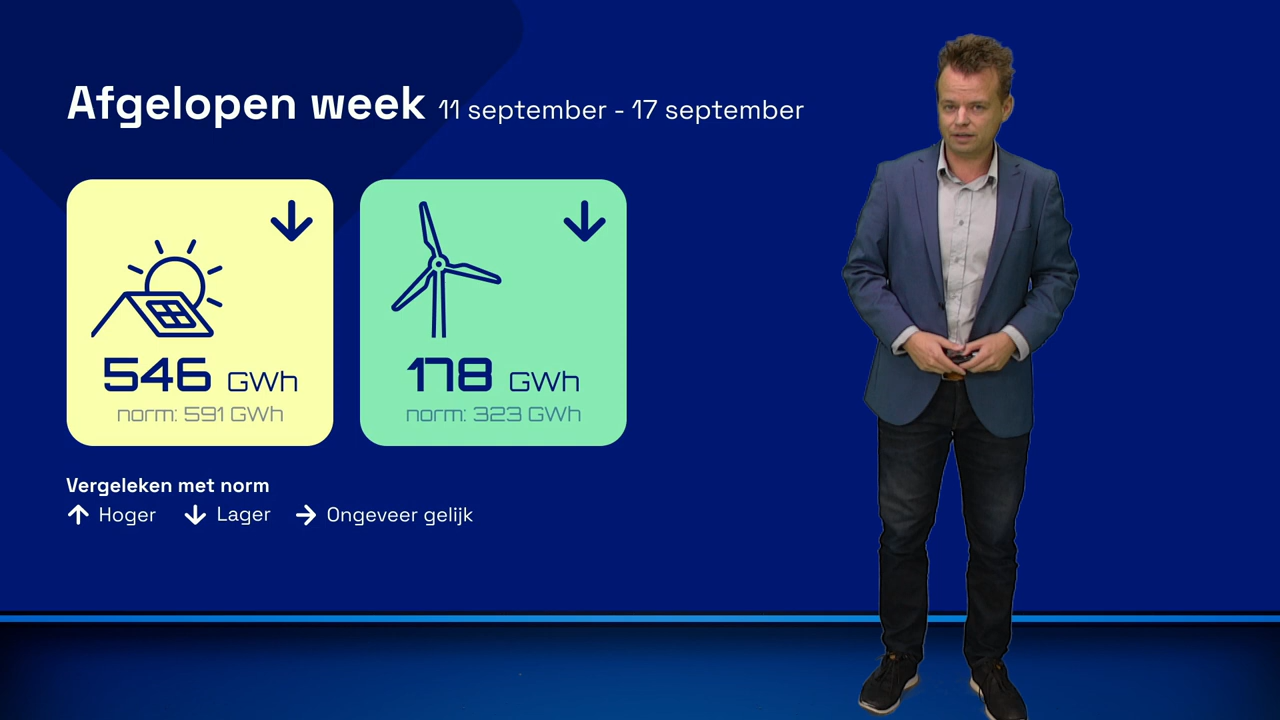 Afgelopen week 11 september - 17 september
546 GWh
norm: 591 GWh
178 GWh
norm: 323 GWh
Vergeleken met norm
Hoger Lager Ongeveer gelijk